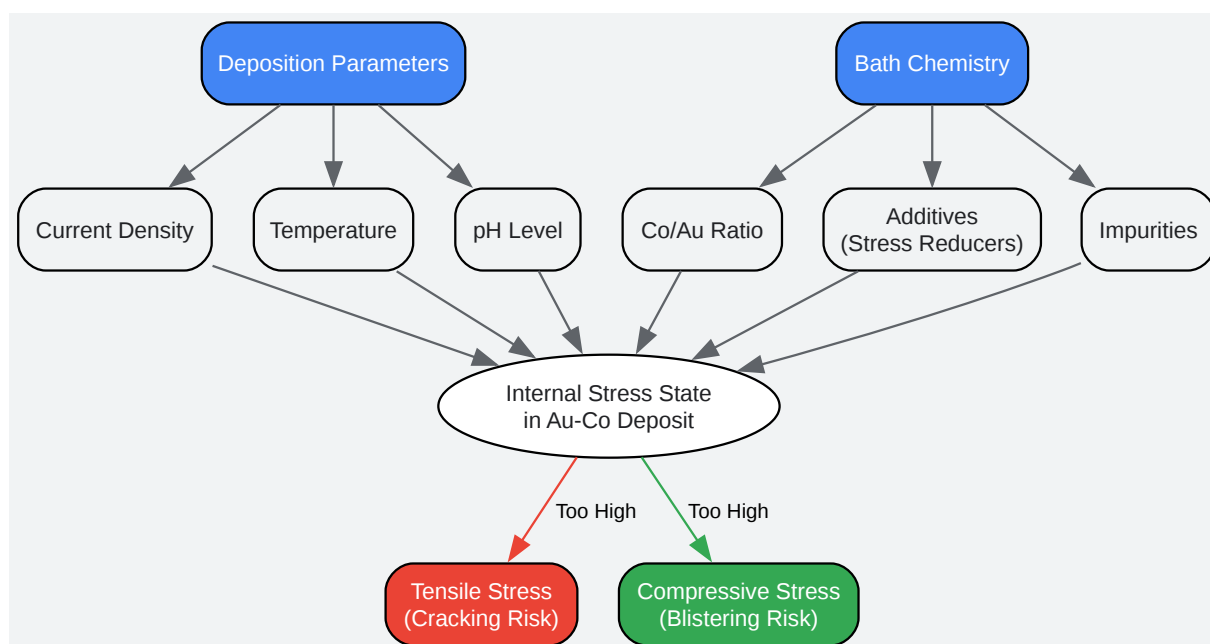 Deposition Parameters
Bath Chemistry
Current Density
Temperature
pH Level
Co/Au Ratio
Additives
(Stress Reducers)
Impurities
Internal Stress State
in Au-Co Deposit
Too High
Too High
Tensile Stress
(Cracking Risk)
Compressive Stress
(Blistering Risk)